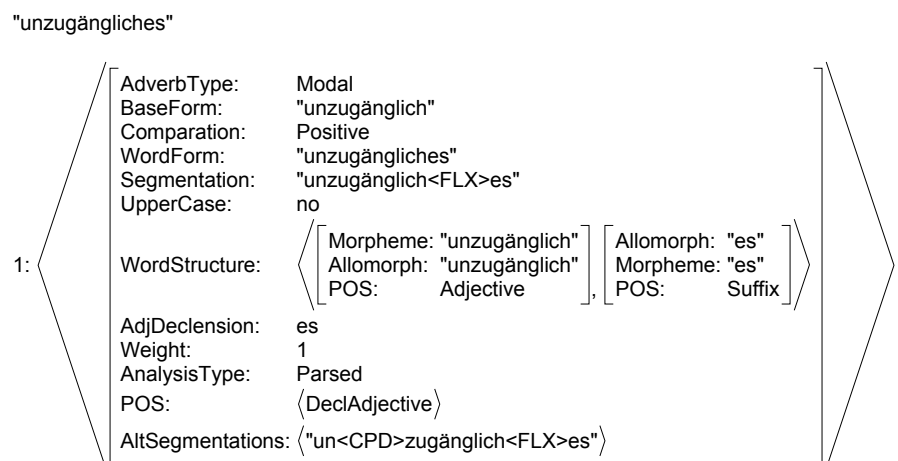 "unzugängliches"
AdverbType: Modal
BaseForm: "unzugänglich"
Comparation: Positive
WordForm: "unzugängliches"
Segmentation: "unzugänglich<FLX>es"
UpperCase: no
Morpheme: "unzugänglich" Allomorph: "es"
1: WordStructure: Allomorph: "unzugänglich" Morpheme: "es"
POS: Adjective , POS: Suffix
AdjDeclension: es
Weight: 1
AnalysisType: Parsed
POS: ⟨DeclAdjective⟩
AltSegmentations: ⟨"un<CPD>zugänglich<FLX>es"⟩